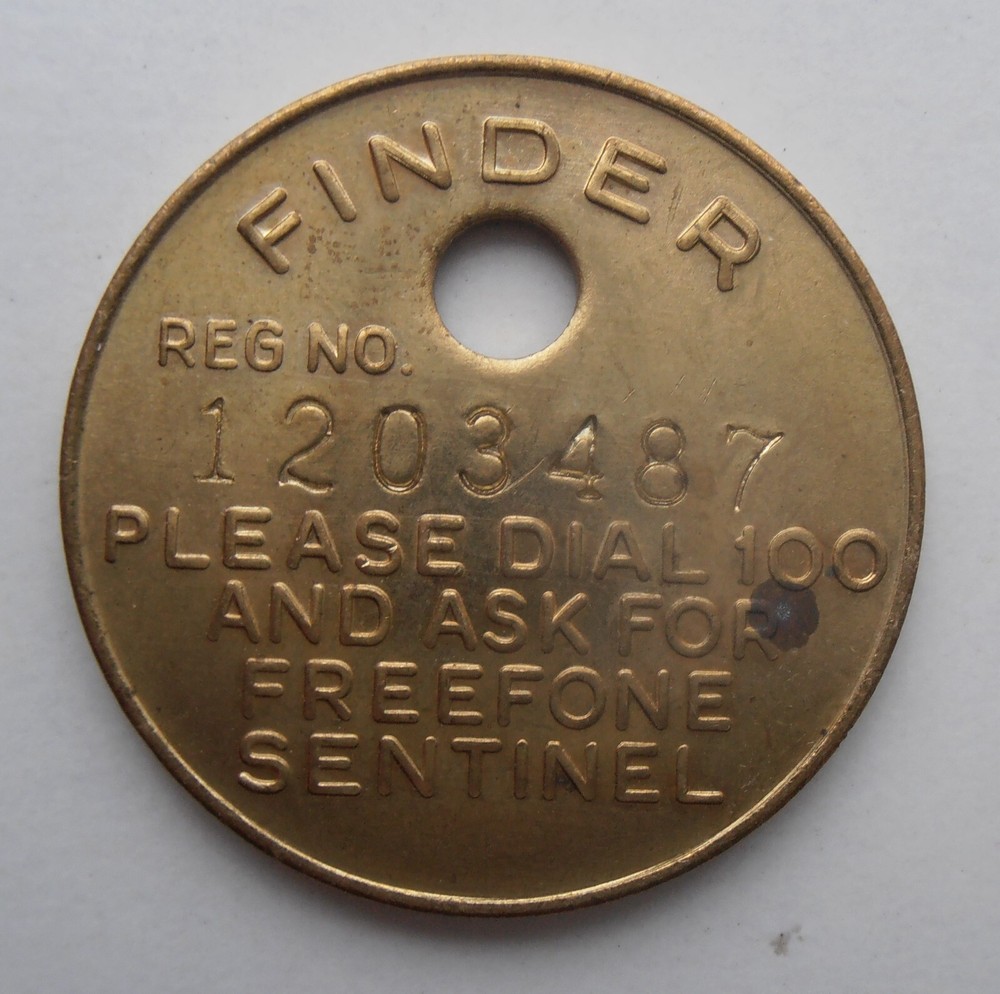 FINDER
REG NO.
1203487
PLEASE DIAL 100
AND ASK FOR
FREEFONE
SENTINEL